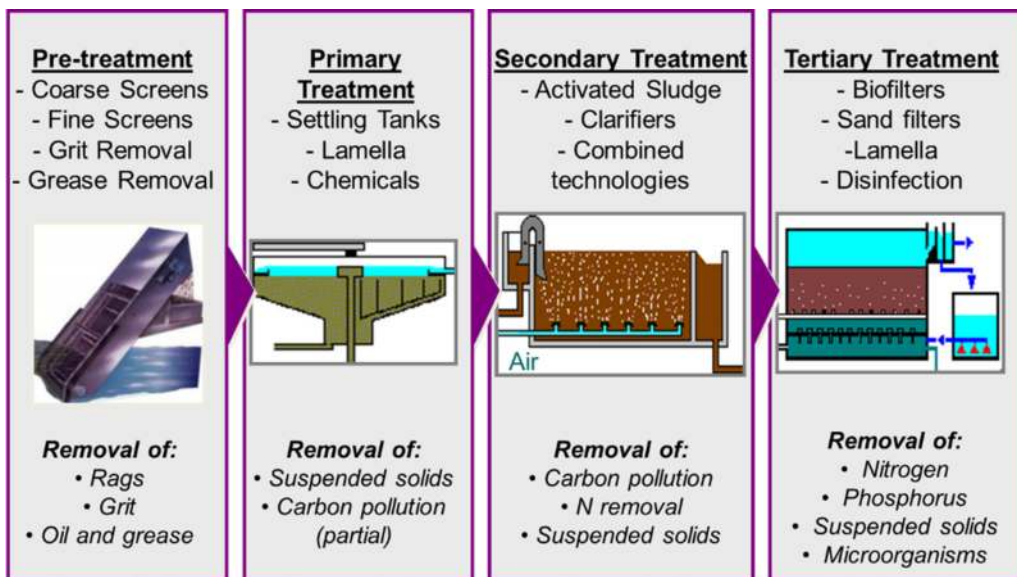 Pre-treatment
- Coarse Screens
- Fine Screens
- Grit Removal
- Grease Removal
Removal of:
• Rags
• Grit
• Oil and grease
Primary
Treatment
- Settling Tanks
- Lamella
- Chemicals
Removal of:
• Suspended solids
• Carbon pollution
(partial)
Secondary Treatment
- Activated Sludge
- Clarifiers
- Combined
technologies
Air
Removal of:
• Carbon pollution
• N removal
• Suspended solids
Tertiary Treatment
- Biofilters
- Sand filters
-Lamella
- Disinfection
Removal of:
• Nitrogen
• Phosphorus
• Suspended solids
• Microorganisms